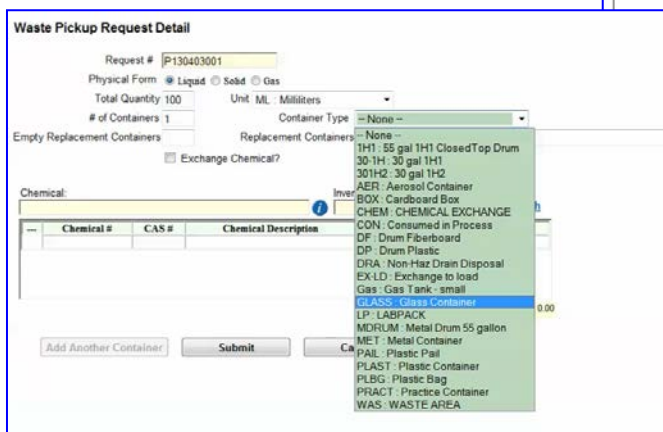 Waste Pickup Request Detail
Request # P130403001
Physical Form Liquid Solid Gas
Total Quantity 100 Unit ML : Milliliters
# of Containers 1 Container Type -- None --
Empty Replacement Containers Replacement Containers
Exchange Chemical?
-- None --
1H1 : 55 gal 1H1 ClosedTop Drum
30-1H : 30 gal 1H1
301H2 : 30 gal 1H2
AER : Aerosol Container
BOX : Cardboard Box
CHEM : CHEMICAL EXCHANGE
CON : Consumed in Process
DF : Drum Fiberboard
DP : Drum Plastic
DRA : Non-Haz Drain Disposal
EX-LD : Exchange to load
Gas : Gas Tank - small
GLASS : Glass Container
LP : LABPACK
MDRUM : Metal Drum 55 gallon
MET : Metal Container
PAIL : Plastic Pail
PLAST : Plastic Container
PLBG : Plastic Bag
PRACT : Practice Container
WAS : WASTE AREA
Chemical: Inver
h
--- Chemical # CAS # Chemical Description
0.00
Add Another Container Submit Ca